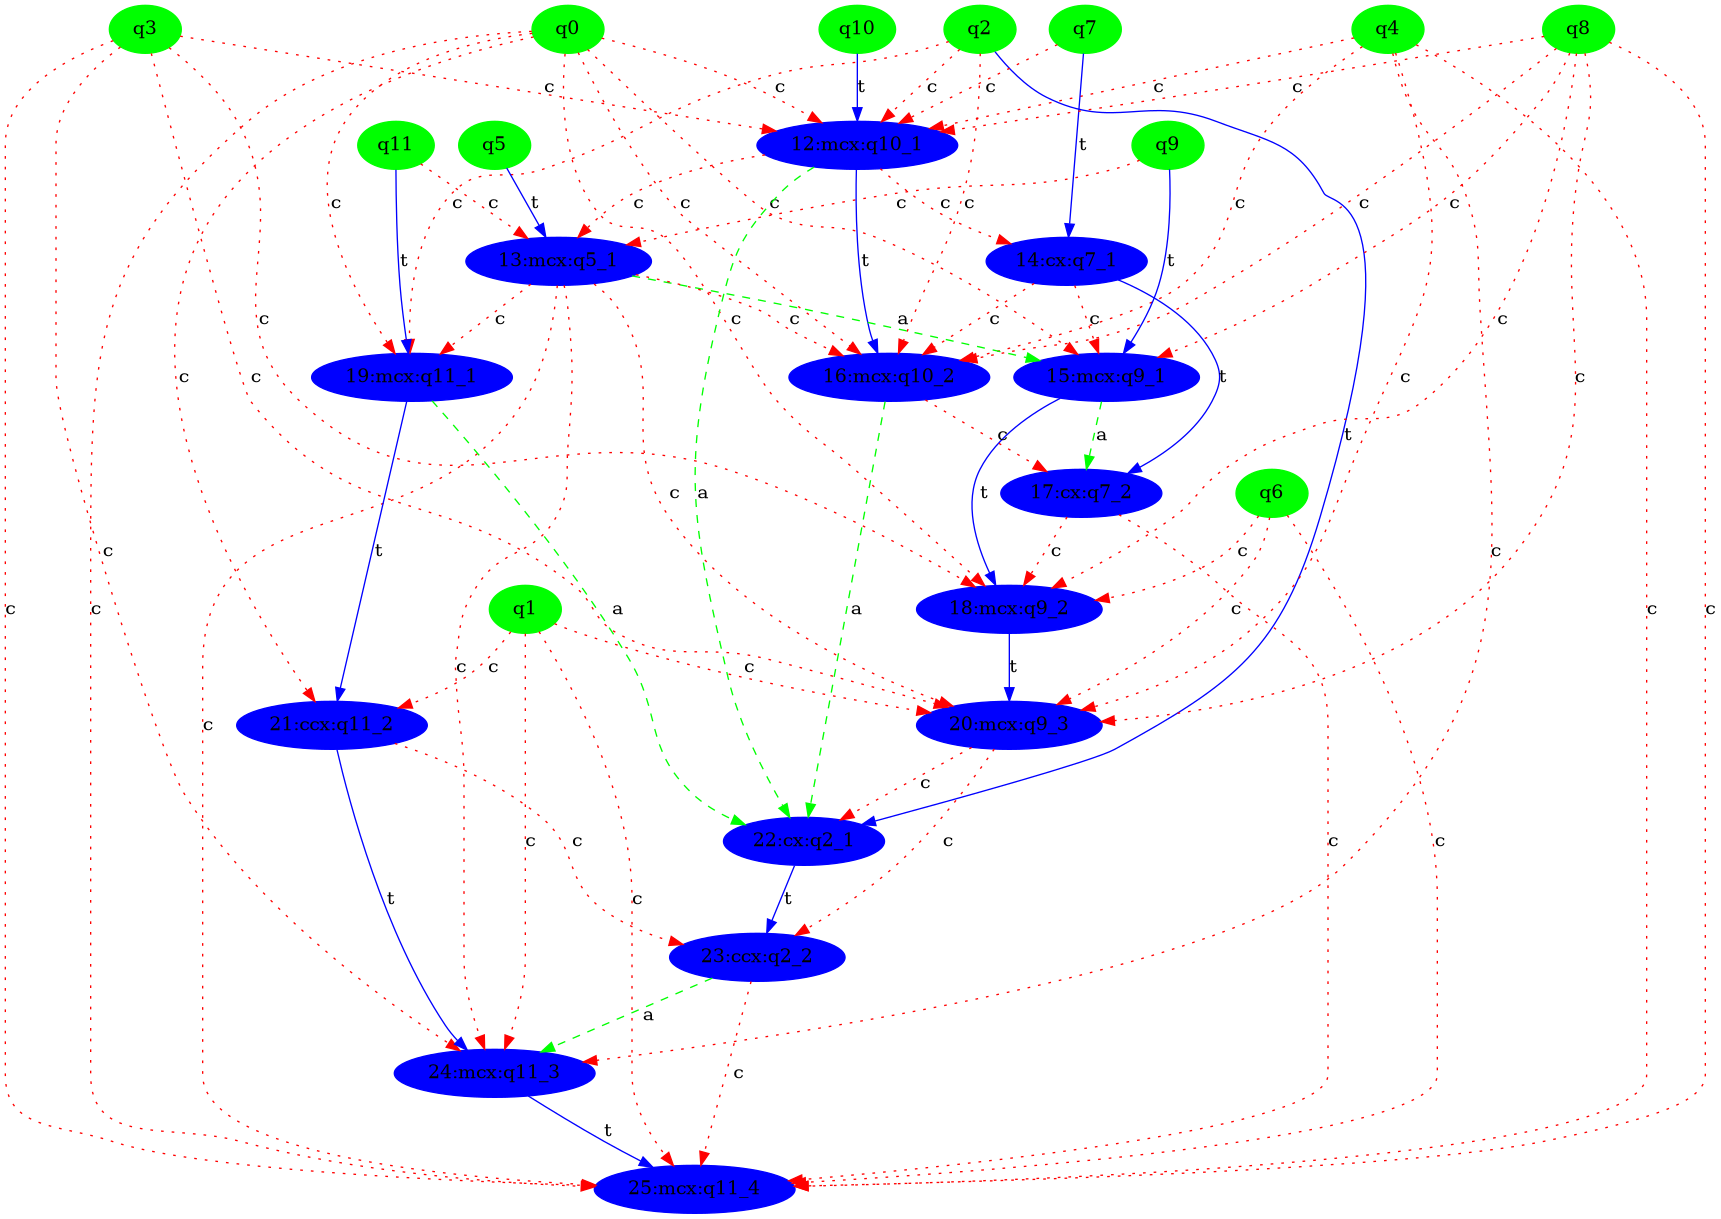 q3 q0 q10 q2 q7 q4 q8
c c t c c c c
12:mcx:q10_1
q11 q5 q9
c c t c c a t c c c c t c c c
13:mcx:q5_1 14:cx:q7_1
t c c c a c c t
c c c c c c
19:mcx:q11_1 16:mcx:q10_2 15:mcx:q9_1
c c a t
17:cx:q7_2 q6
c t a t c c c
q1 18:mcx:q9_2
c c a a c t c c c
c c c t
21:ccx:q11_2 20:mcx:q9_3
c c
22:cx:q2_1
t c c t c c c
23:ccx:q2_2
a c
24:mcx:q11_3
t
25:mcx:q11_4